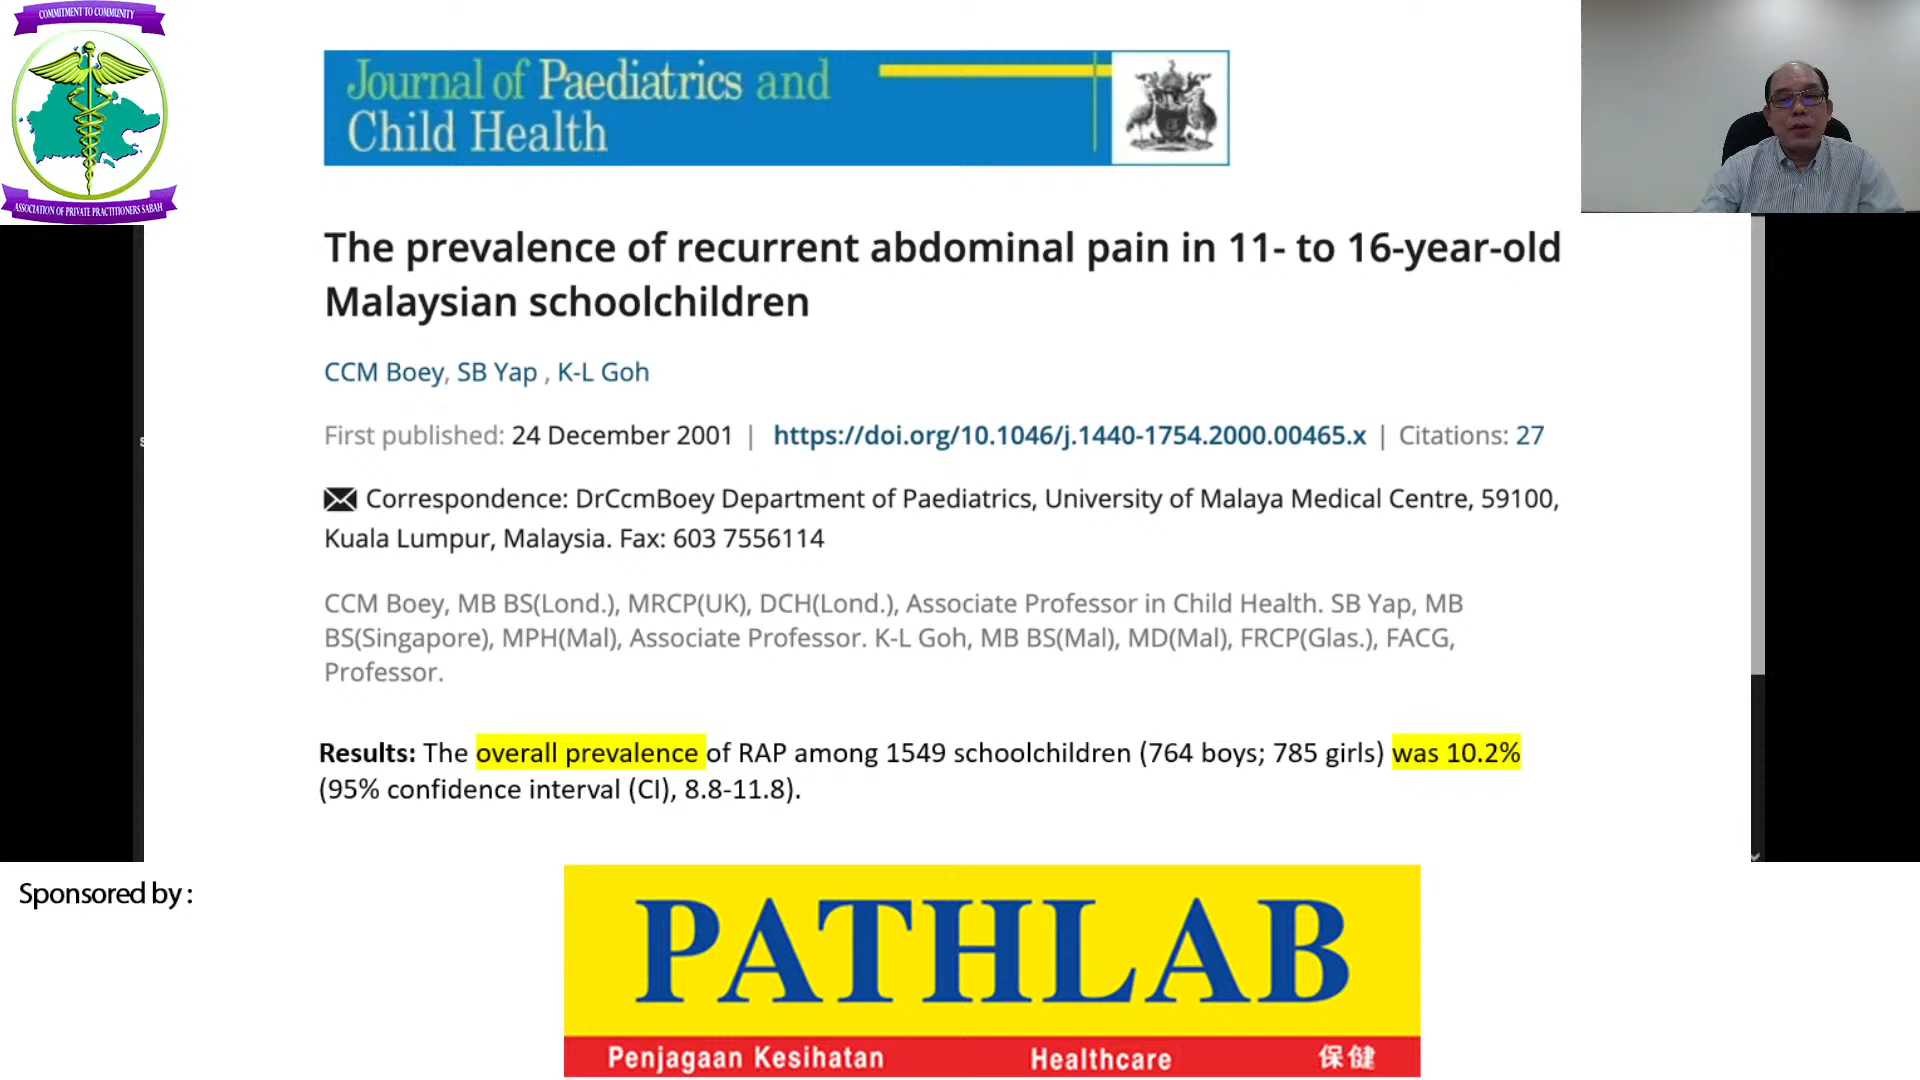 COMMITMENT TO COMMUNITY
ASSOCIATION OF PRIVATE PRACTITIONERS SABAH
Journal of Paediatrics and
Child Health
The prevalence of recurrent abdominal pain in 11- to 16-year-old
Malaysian schoolchildren
CCM Boey, SB Yap , K-L Goh
First published: 24 December 2001 | https://doi.org/10.1046/j.1440-1754.2000.00465.x | Citations: 27
Correspondence: DrCcmBoey Department of Paediatrics, University of Malaya Medical Centre, 59100,
Kuala Lumpur, Malaysia. Fax: 603 7556114
CCM Boey, MB BS(Lond.), MRCP(UK), DCH(Lond.), Associate Professor in Child Health. SB Yap, MB
BS(Singapore), MPH(Mal), Associate Professor. K-L Goh, MB BS(Mal), MD(Mal), FRCP(Glas.), FACG,
Professor.
Results: The overall prevalence of RAP among 1549 schoolchildren (764 boys; 785 girls) was 10.2%
(95% confidence interval (CI), 8.8-11.8).
Sponsored by :
PATHLAB
Penjagaan Kesihatan Healthcare 保健